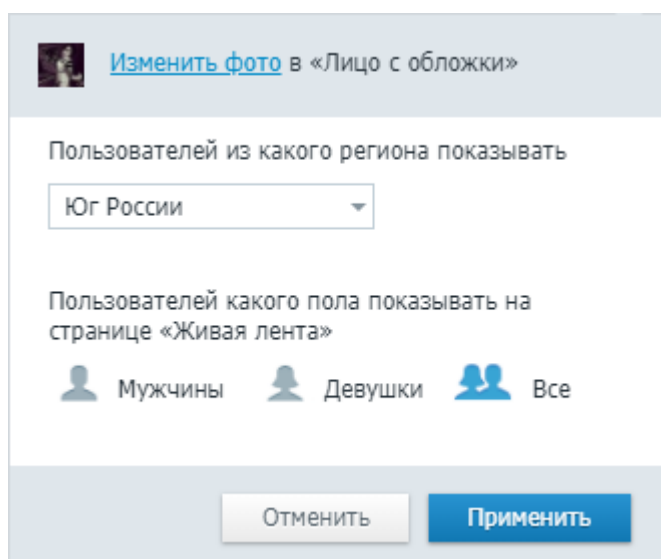 Изменить фото в «Лицо с обложки»
Пользователей из какого региона показывать
Юг России
Пользователей какого пола показывать на
странице «Живая лента»
Мужчины Девушки Все
Отменить Применить